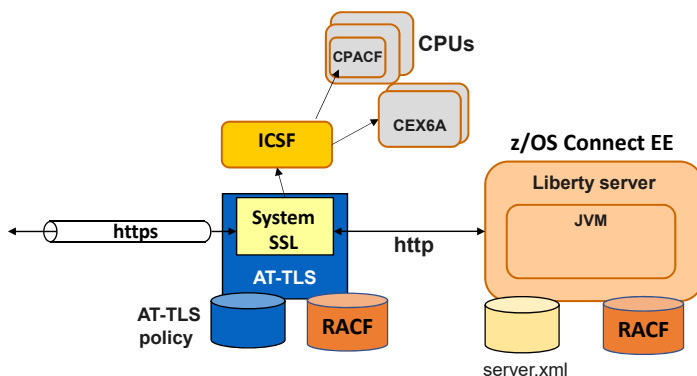 CPUs
CPACF
CEX6A
ICSF
z/OS Connect EE
Liberty server
JVM
System
SSL
https
http
AT-TLS
AT-TLS
policy
RACF
RACF
server.xml